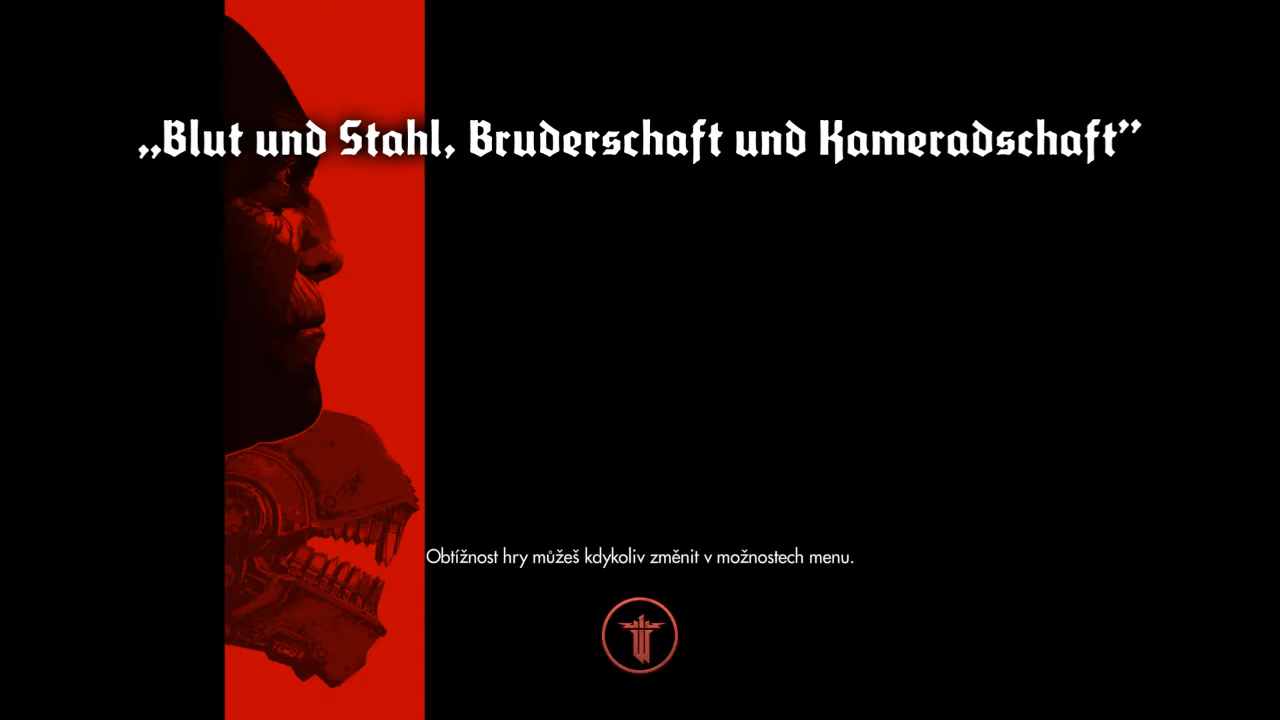 „Blut und Stahl, Bruderschaft und Kameradschaft”
Obtížnost hry můžeš kdykoliv změnit v možnostech menu.